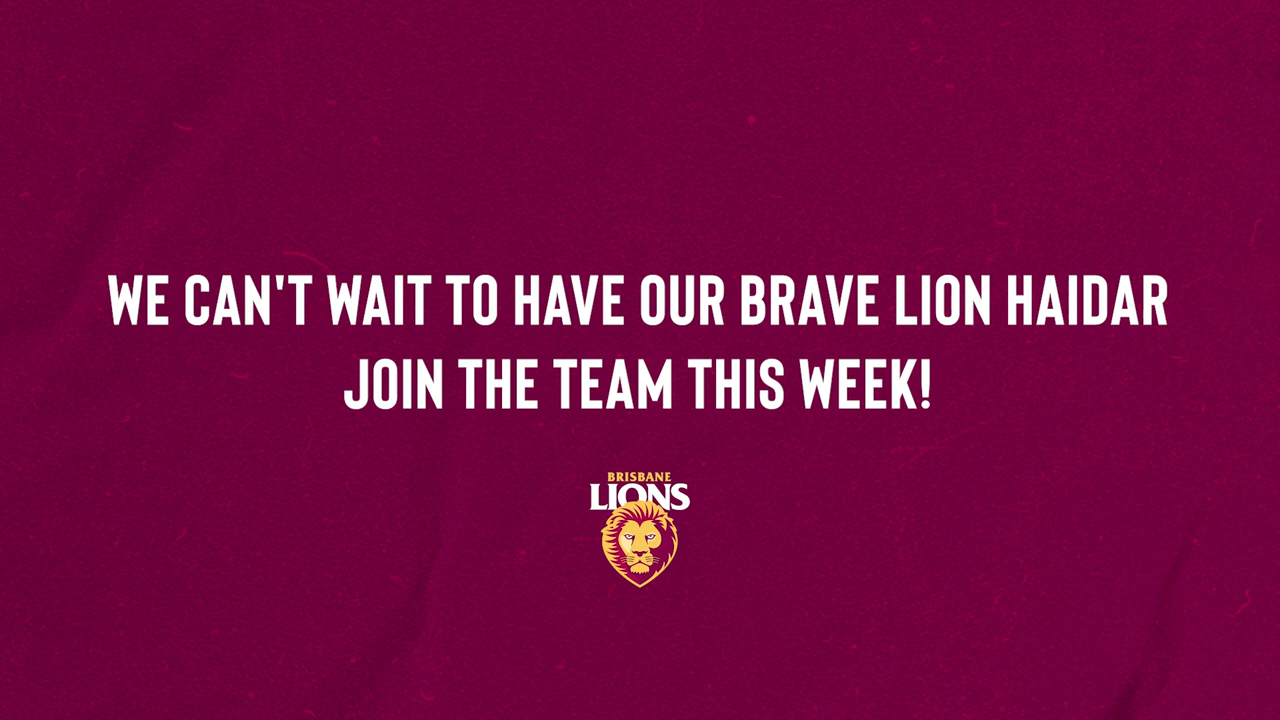 WE CAN'T WAIT TO HAVE OUR BRAVE LION HAIDAR
JOIN THE TEAM THIS WEEK!
BRISBANE
LIONS